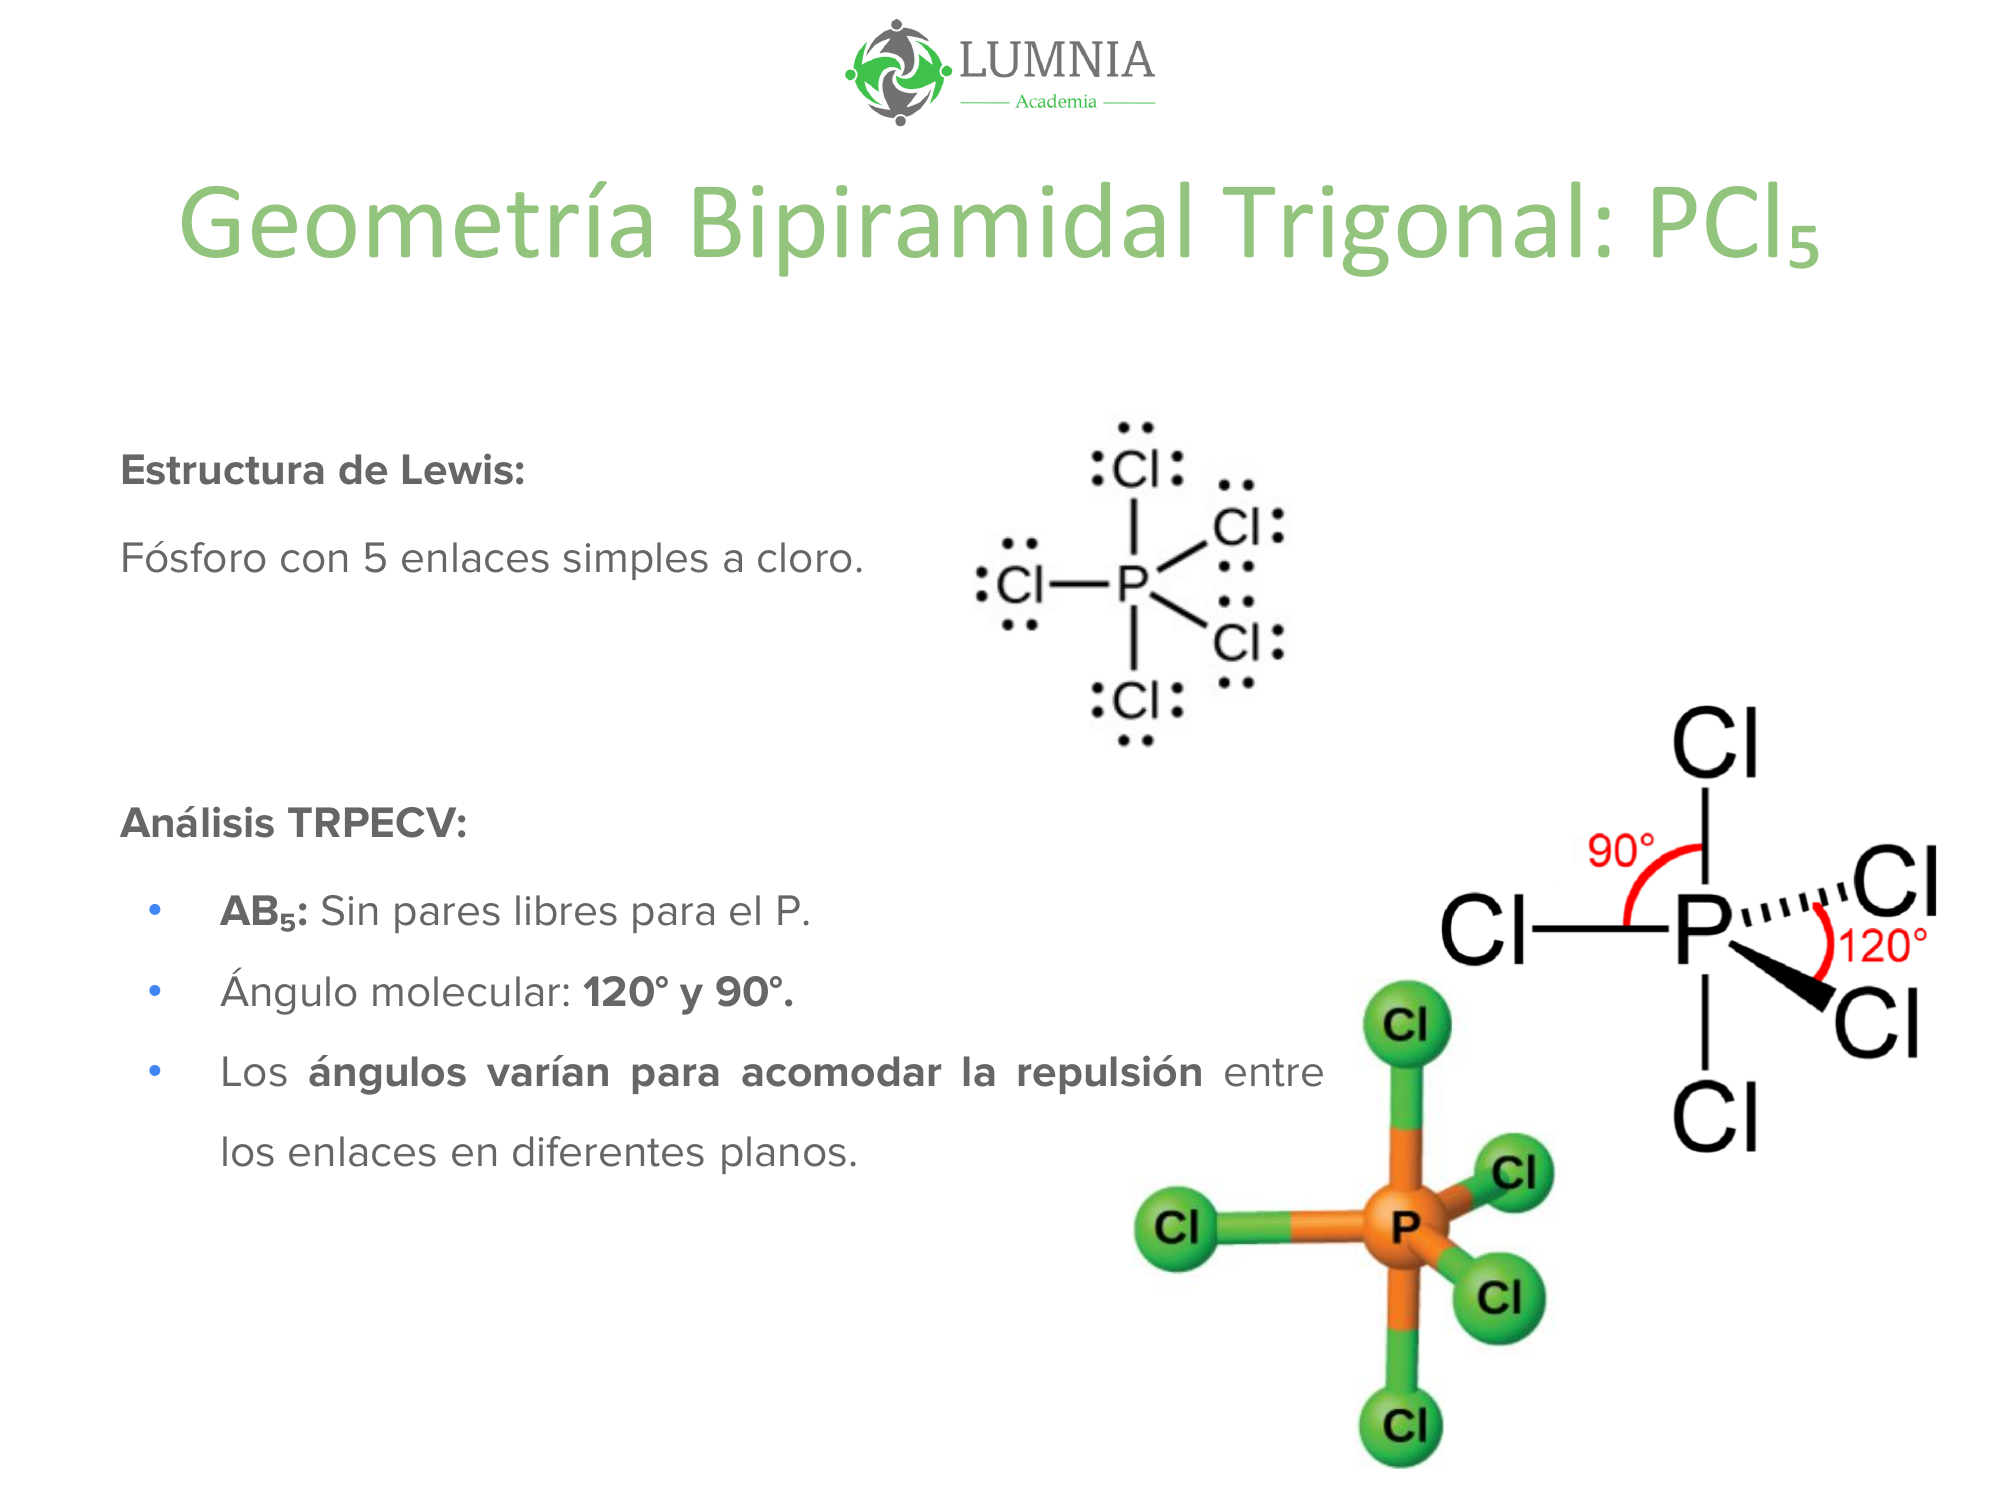 LUMNIA
Academia
Geometría Bipiramidal Trigonal: PCl₅
Estructura de Lewis:
Fósforo con 5 enlaces simples a cloro.
Cl
Cl
Cl
P
Cl
Cl
Análisis TRPECV:
• AB₅: Sin pares libres para el P.
• Ángulo molecular: 120° y 90°.
• Los ángulos varían para acomodar la repulsión entre
los enlaces en diferentes planos.
Cl
90°
Cl
Cl
P
120°
Cl
Cl
Cl
Cl
Cl
P
Cl
Cl